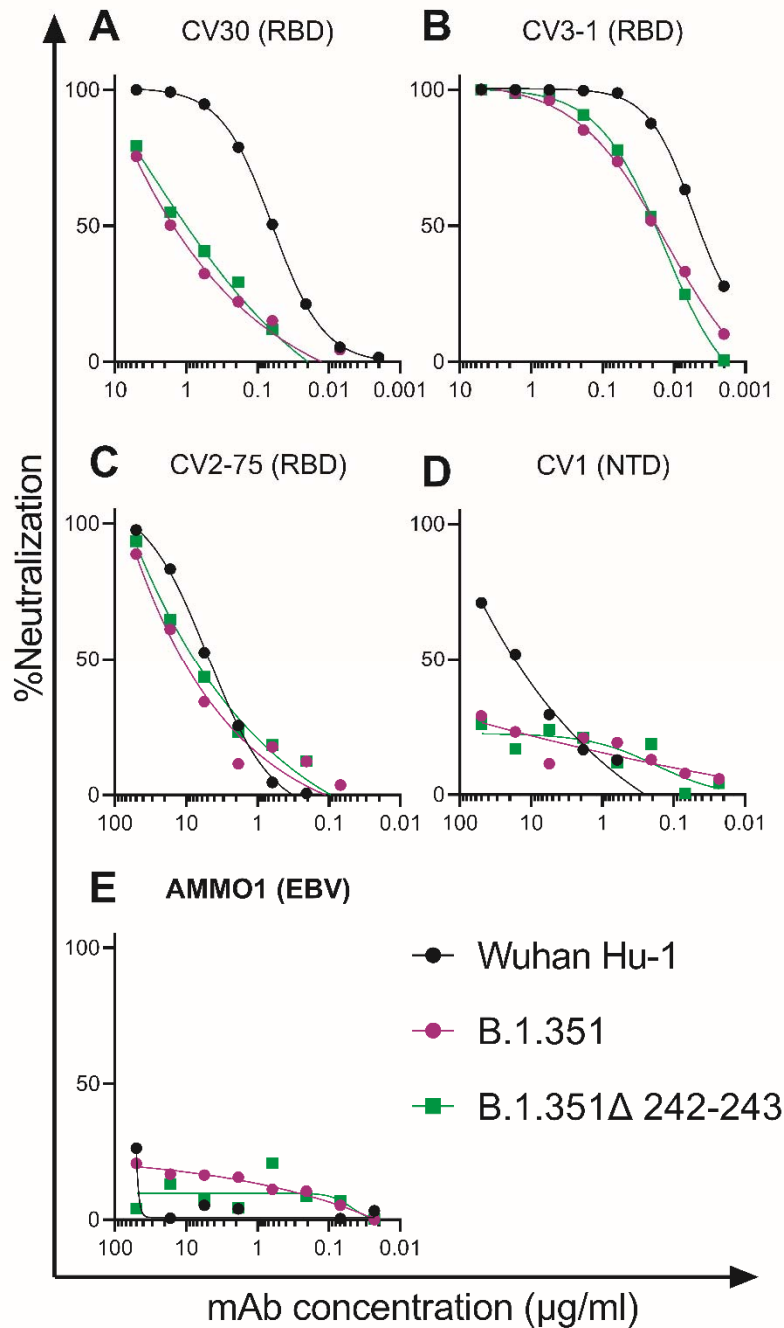 A CV30 (RBD)
100
50
0
10 1 0.1 0.01 0.001
B CV3-1 (RBD)
100
50
0
10 1 0.1 0.01 0.001
C CV2-75 (RBD)
100
50
0
100 10 1 0.1 0.01
D CV1 (NTD)
100
50
0
100 10 1 0.1 0.01
E AMMO1 (EBV)
100
50
0
100 10 1 0.1 0.01
Wuhan Hu-1
B.1.351
B.1.351Δ 242-243
%Neutralization
mAb concentration (µg/ml)